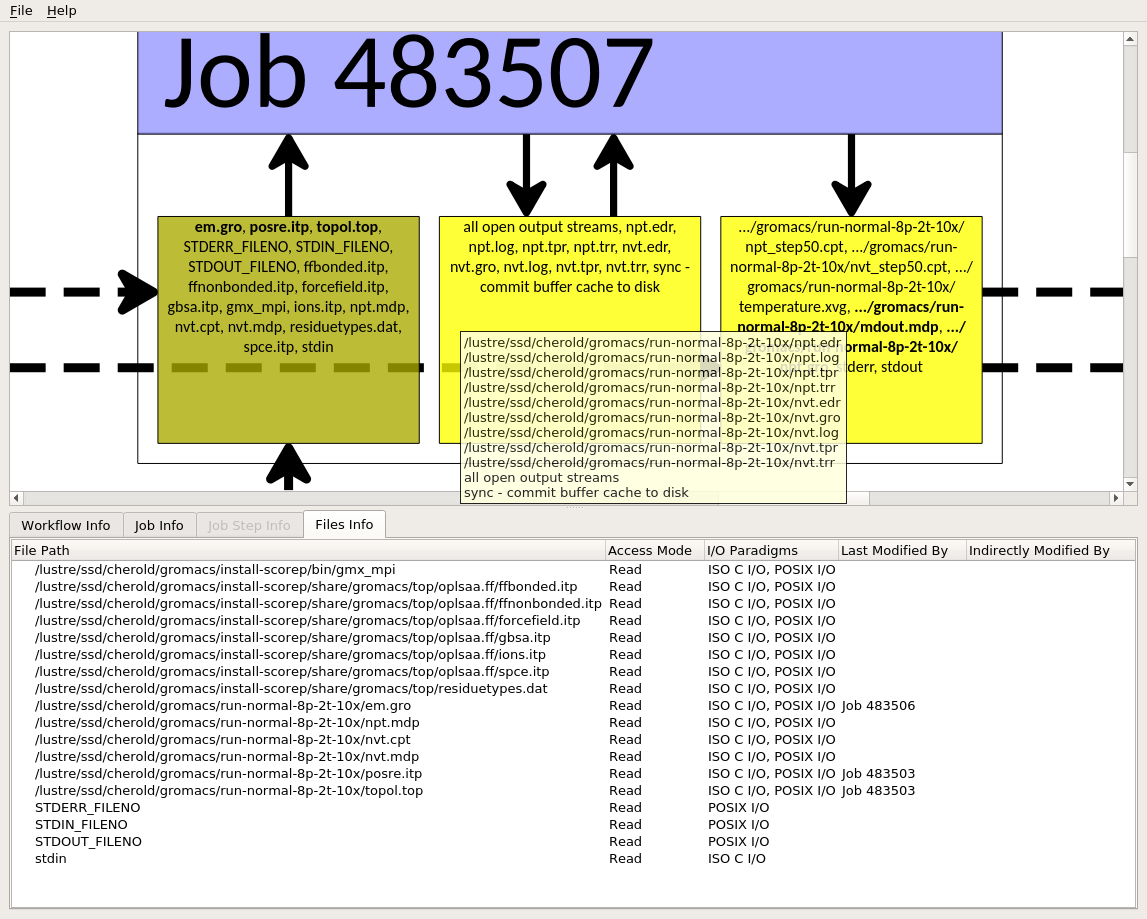 File Help
Job 483507
em.gro, posre.itp, topol.top,
STDERR_FILENO, STDIN_FILENO,
STDOUT_FILENO, ffbonded.itp,
ffnonbonded.itp, forcefield.itp,
gbsa.itp, gmx_mpi, ions.itp, npt.mdp,
nvt.cpt, nvt.mdp, residuetypes.dat,
spce.itp, stdin
all open output streams, npt.edr,
npt.log, npt.tpr, npt.trr, nvt.edr,
nvt.gro, nvt.log, nvt.tpr, nvt.trr, sync -
commit buffer cache to disk
.../gromacs/run-normal-8p-2t-10x/
npt_step50.cpt, .../gromacs/run-
normal-8p-2t-10x/nvt_step50.cpt, .../
gromacs/run-normal-8p-2t-10x/
temperature.xvg, .../gromacs/run-
normal-8p-2t-10x/mdout.mdp, .../
normal-8p-2t-10x/
stderr, stdout
/lustre/ssd/cherold/gromacs/run-normal-8p-2t-10x/npt.edr
/lustre/ssd/cherold/gromacs/run-normal-8p-2t-10x/npt.log
/lustre/ssd/cherold/gromacs/run-normal-8p-2t-10x/npt.tpr
/lustre/ssd/cherold/gromacs/run-normal-8p-2t-10x/npt.trr
/lustre/ssd/cherold/gromacs/run-normal-8p-2t-10x/nvt.edr
/lustre/ssd/cherold/gromacs/run-normal-8p-2t-10x/nvt.gro
/lustre/ssd/cherold/gromacs/run-normal-8p-2t-10x/nvt.log
/lustre/ssd/cherold/gromacs/run-normal-8p-2t-10x/nvt.tpr
/lustre/ssd/cherold/gromacs/run-normal-8p-2t-10x/nvt.trr
all open output streams
sync - commit buffer cache to disk
Workflow Info Job Info Job Step Info Files Info
File Path Access Mode I/O Paradigms Last Modified By Indirectly Modified By
/lustre/ssd/cherold/gromacs/install-scorep/bin/gmx_mpi Read ISO C I/O, POSIX I/O
/lustre/ssd/cherold/gromacs/install-scorep/share/gromacs/top/oplsaa.ff/ffbonded.itp Read ISO C I/O, POSIX I/O
/lustre/ssd/cherold/gromacs/install-scorep/share/gromacs/top/oplsaa.ff/ffnonbonded.itp Read ISO C I/O, POSIX I/O
/lustre/ssd/cherold/gromacs/install-scorep/share/gromacs/top/oplsaa.ff/forcefield.itp Read ISO C I/O, POSIX I/O
/lustre/ssd/cherold/gromacs/install-scorep/share/gromacs/top/oplsaa.ff/gbsa.itp Read ISO C I/O, POSIX I/O
/lustre/ssd/cherold/gromacs/install-scorep/share/gromacs/top/oplsaa.ff/ions.itp Read ISO C I/O, POSIX I/O
/lustre/ssd/cherold/gromacs/install-scorep/share/gromacs/top/oplsaa.ff/spce.itp Read ISO C I/O, POSIX I/O
/lustre/ssd/cherold/gromacs/install-scorep/share/gromacs/top/residuetypes.dat Read ISO C I/O, POSIX I/O
/lustre/ssd/cherold/gromacs/run-normal-8p-2t-10x/em.gro Read ISO C I/O, POSIX I/O Job 483506
/lustre/ssd/cherold/gromacs/run-normal-8p-2t-10x/npt.mdp Read ISO C I/O, POSIX I/O
/lustre/ssd/cherold/gromacs/run-normal-8p-2t-10x/nvt.cpt Read ISO C I/O, POSIX I/O
/lustre/ssd/cherold/gromacs/run-normal-8p-2t-10x/nvt.mdp Read ISO C I/O, POSIX I/O
/lustre/ssd/cherold/gromacs/run-normal-8p-2t-10x/posre.itp Read ISO C I/O, POSIX I/O Job 483503
/lustre/ssd/cherold/gromacs/run-normal-8p-2t-10x/topol.top Read ISO C I/O, POSIX I/O Job 483503
STDERR_FILENO Read POSIX I/O
STDIN_FILENO Read POSIX I/O
STDOUT_FILENO Read POSIX I/O
stdin Read ISO C I/O